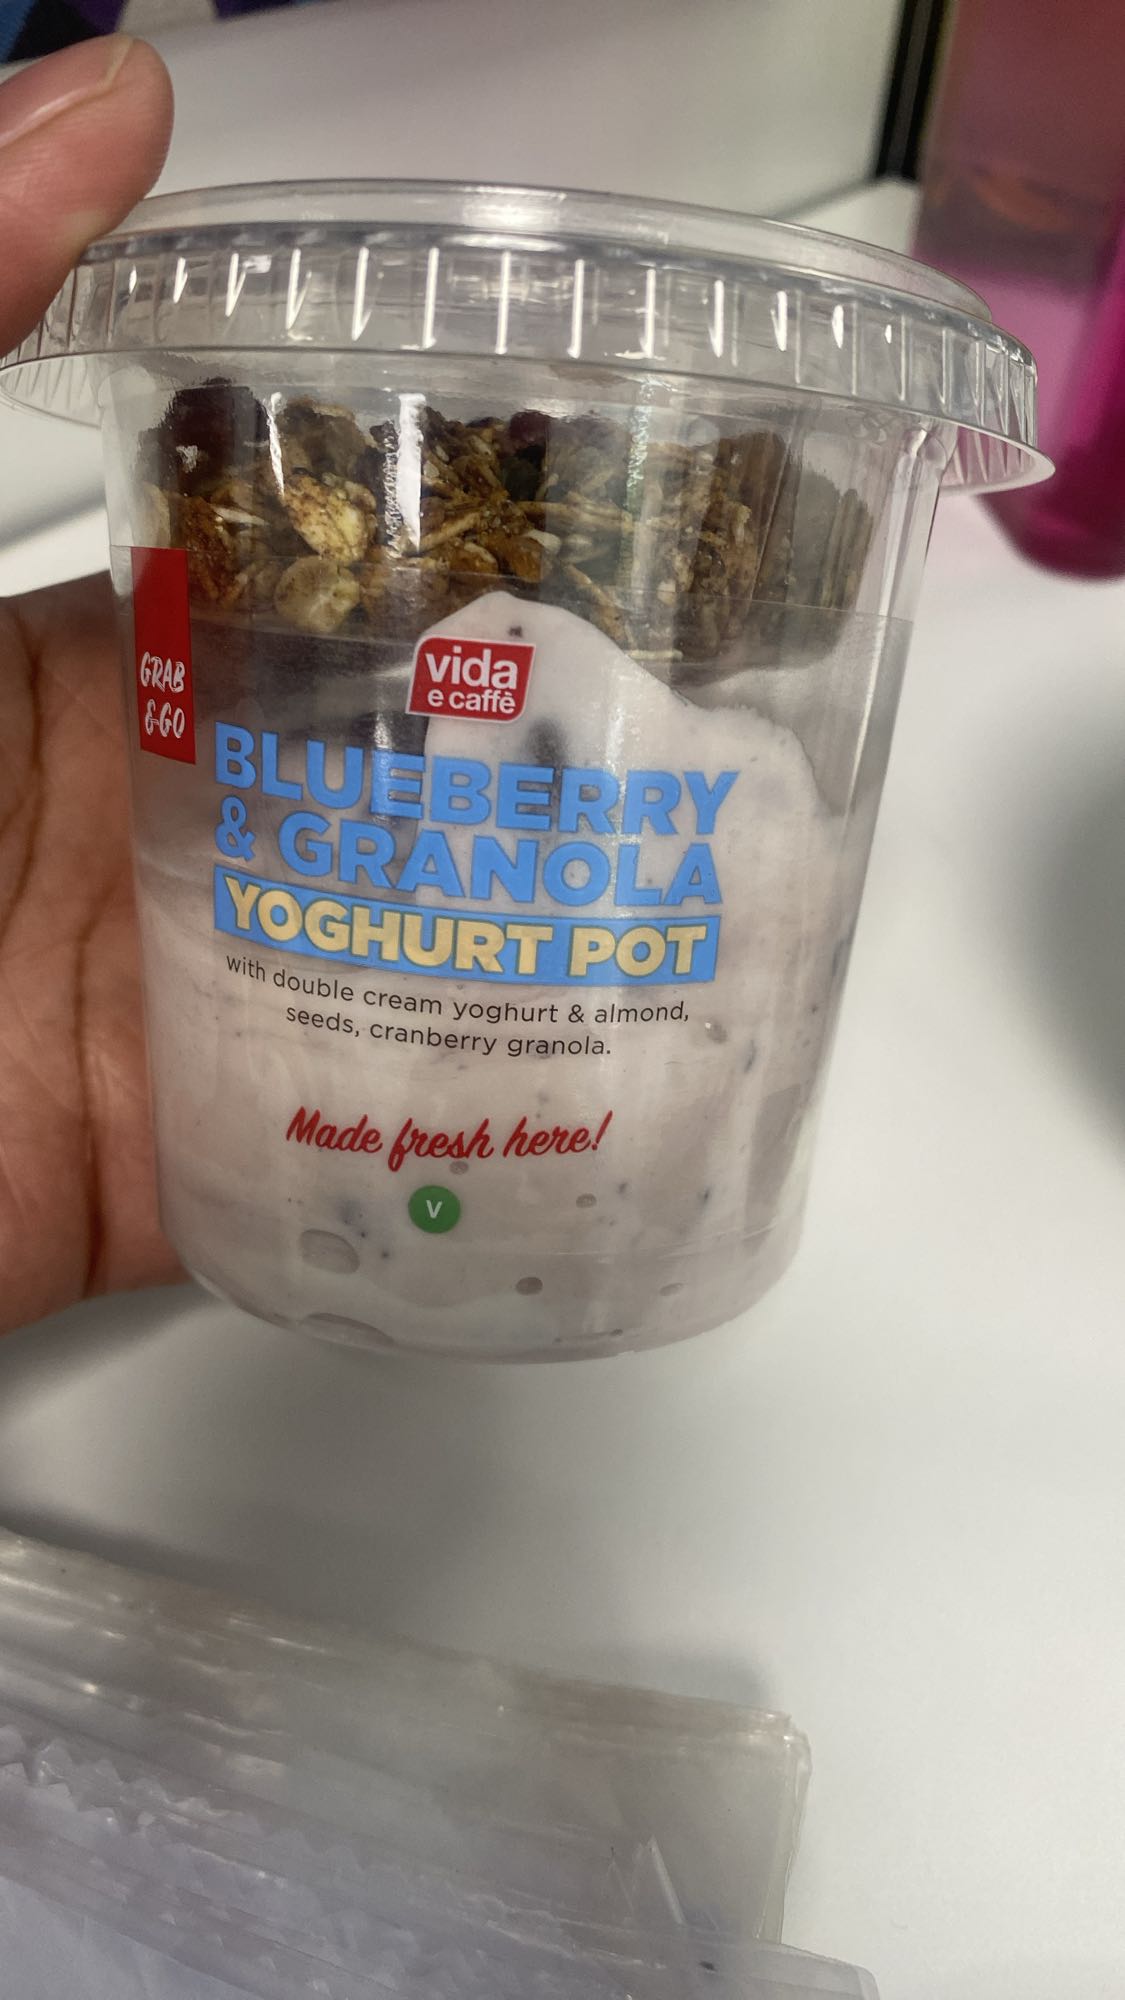 GRAB
&GO
vida
e caffè
BLUEBERRY
& GRANOLA
YOGHURT POT
with double cream yoghurt & almond,
seeds, cranberry granola.
Made fresh here!
V